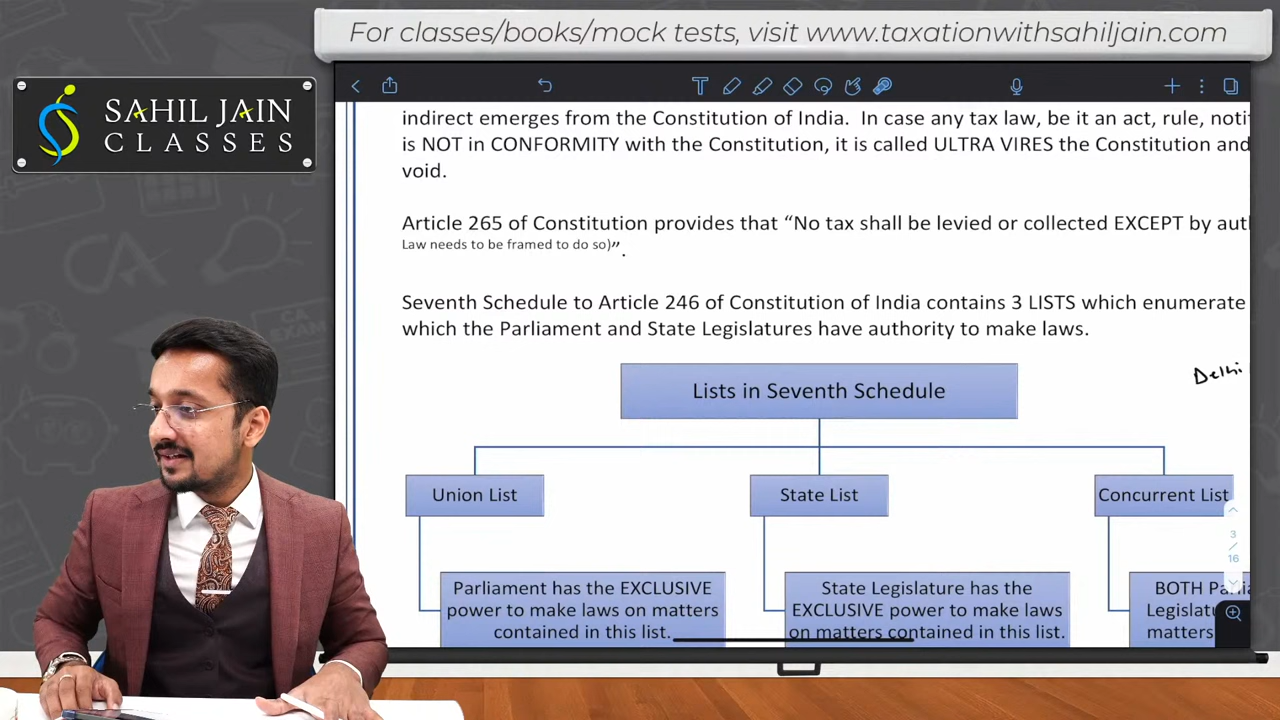 For classes/books/mock tests, visit www.taxationwithsahiljain.com
SAHIL JAIN
CLASSES
indirect emerges from the Constitution of India. In case any tax law, be it an act, rule,
is NOT in CONFORMITY with the Constitution, it is called ULTRA VIRES the Constitution and
void.
Article 265 of Constitution provides that “No tax shall be levied or collected EXCEPT by
Law needs to be framed to do so)”.
Seventh Schedule to Article 246 of Constitution of India contains 3 LISTS which enumerate
which the Parliament and State Legislatures have authority to make laws.
Delhi
Lists in Seventh Schedule
Union List
State List
Concurrent List
3
/
16
Parliament has the EXCLUSIVE
power to make laws on matters
contained in this list.
State Legislature has the
EXCLUSIVE power to make laws
on matters contained in this list.
BOTH
matters